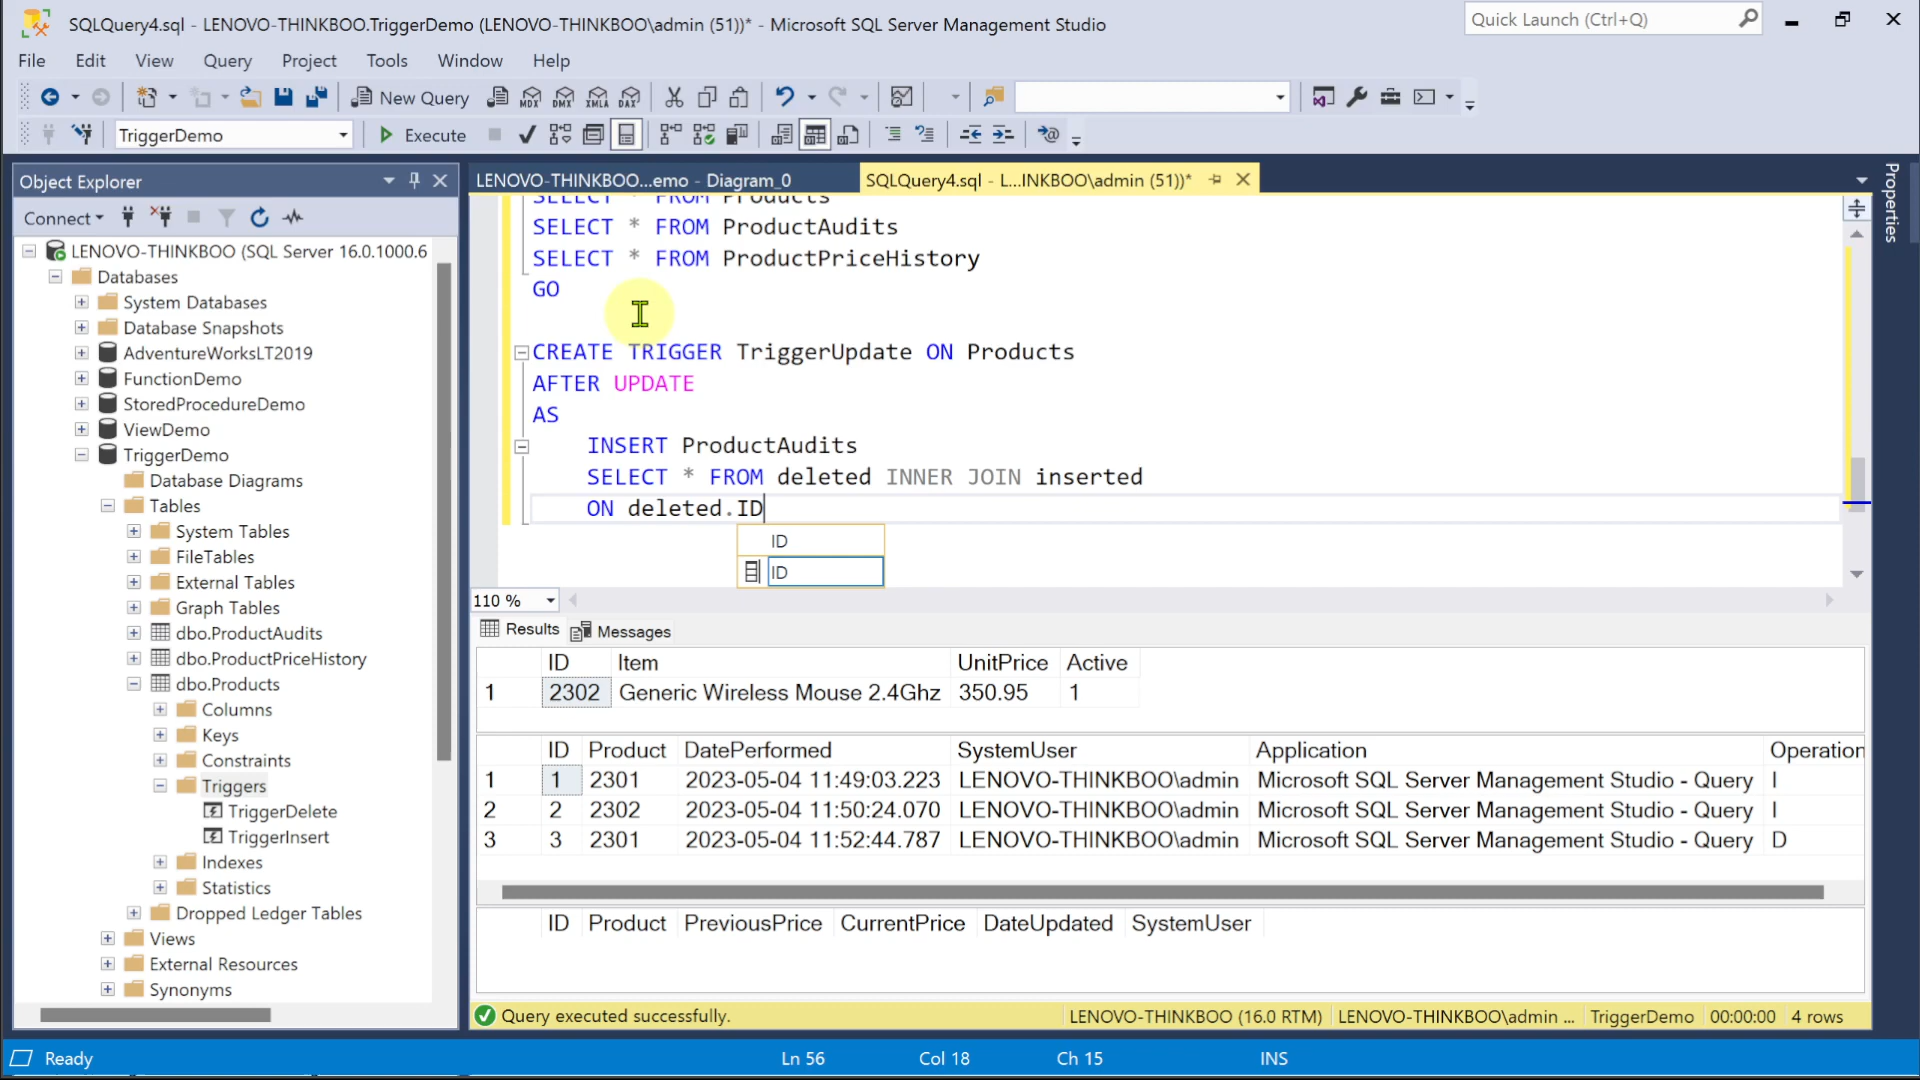 SQLQuery4.sql - LENOVO-THINKBOO.TriggerDemo (LENOVO-THINKBOO\admin (51))* - Microsoft SQL Server Management Studio
Quick Launch (Ctrl+Q)
File Edit View Query Project Tools Window Help
New Query
MDX DMX XMLA DAX
TriggerDemo
Execute
Object Explorer
LENOVO-THINKBOO...emo - Diagram_0
SQLQuery4.sql - L...INKBOO\admin (51))*
Properties
Connect
LENOVO-THINKBOO (SQL Server 16.0.1000.6
Databases
System Databases
Database Snapshots
AdventureWorksLT2019
FunctionDemo
StoredProcedureDemo
ViewDemo
TriggerDemo
Database Diagrams
Tables
System Tables
FileTables
External Tables
Graph Tables
dbo.ProductAudits
dbo.ProductPriceHistory
dbo.Products
Columns
Keys
Constraints
Triggers
TriggerDelete
TriggerInsert
Indexes
Statistics
Dropped Ledger Tables
Views
External Resources
Synonyms
SELECT * FROM Products
SELECT * FROM ProductAudits
SELECT * FROM ProductPriceHistory
GO
CREATE TRIGGER TriggerUpdate ON Products
AFTER UPDATE
AS
INSERT ProductAudits
SELECT * FROM deleted INNER JOIN inserted
ON deleted.ID
ID
ID
110 %
Results Messages
ID Item UnitPrice Active
1 2302 Generic Wireless Mouse 2.4Ghz 350.95 1
ID Product DatePerformed SystemUser Application Operation
1 1 2301 2023-05-04 11:49:03.223 LENOVO-THINKBOO\admin Microsoft SQL Server Management Studio - Query I
2 2 2302 2023-05-04 11:50:24.070 LENOVO-THINKBOO\admin Microsoft SQL Server Management Studio - Query I
3 3 2301 2023-05-04 11:52:44.787 LENOVO-THINKBOO\admin Microsoft SQL Server Management Studio - Query D
ID Product PreviousPrice CurrentPrice DateUpdated SystemUser
Query executed successfully.
LENOVO-THINKBOO (16.0 RTM) LENOVO-THINKBOO\admin ... TriggerDemo 00:00:00 4 rows
Ready Ln 56 Col 18 Ch 15 INS